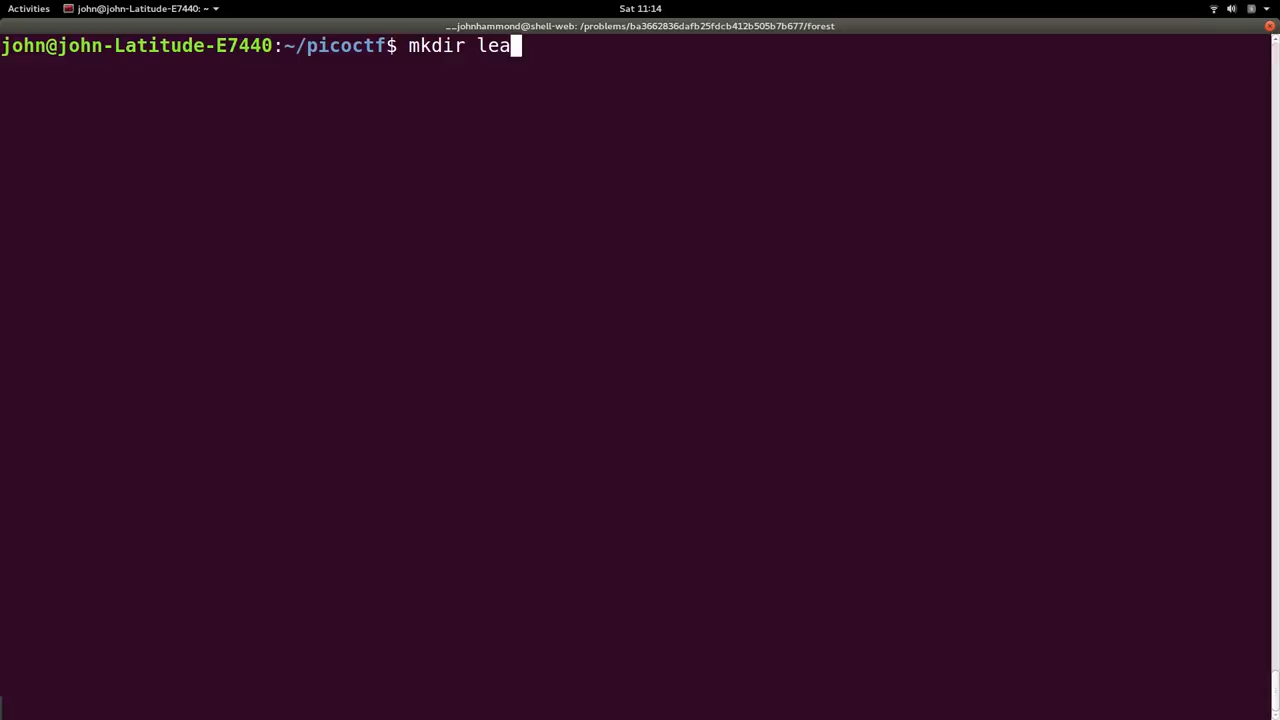 Activities john@john-Latitude-E7440: ~ Sat 11:14
__johnhammond@shell-web: /problems/ba3662836dafb25fdcb412b505b7b677/forest
john@john-Latitude-E7440:~/picoctf$ mkdir lea